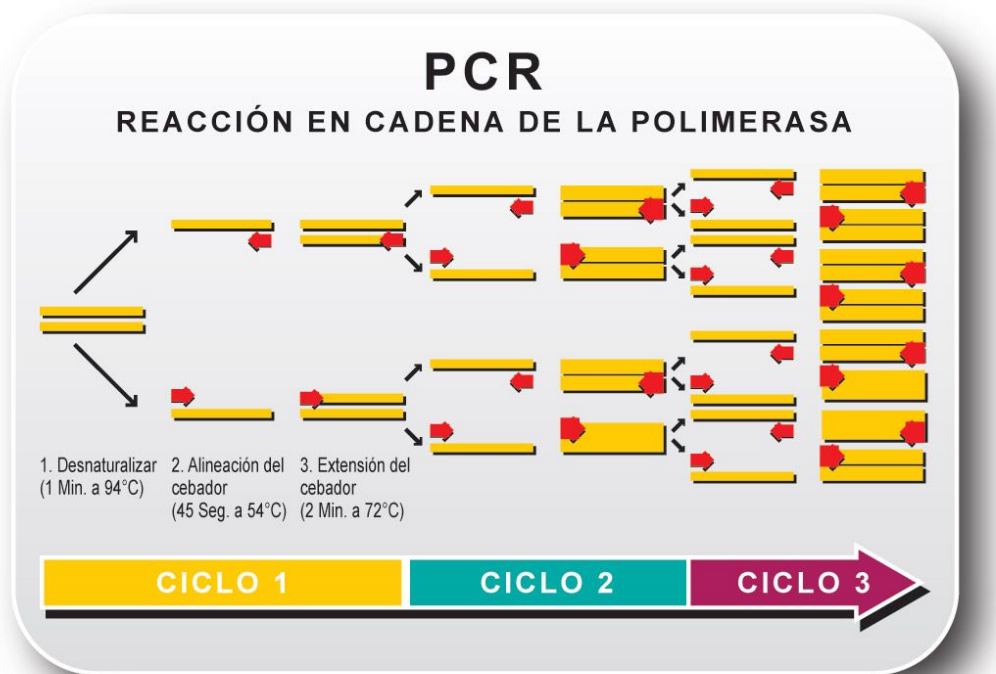 PCR
REACCIÓN EN CADENA DE LA POLIMERASA
1. Desnaturalizar
(1 Min. a 94°C)
2. Alineación del
cebador
(45 Seg. a 54°C)
3. Extensión del
cebador
(2 Min. a 72°C)
CICLO 1
CICLO 2
CICLO 3